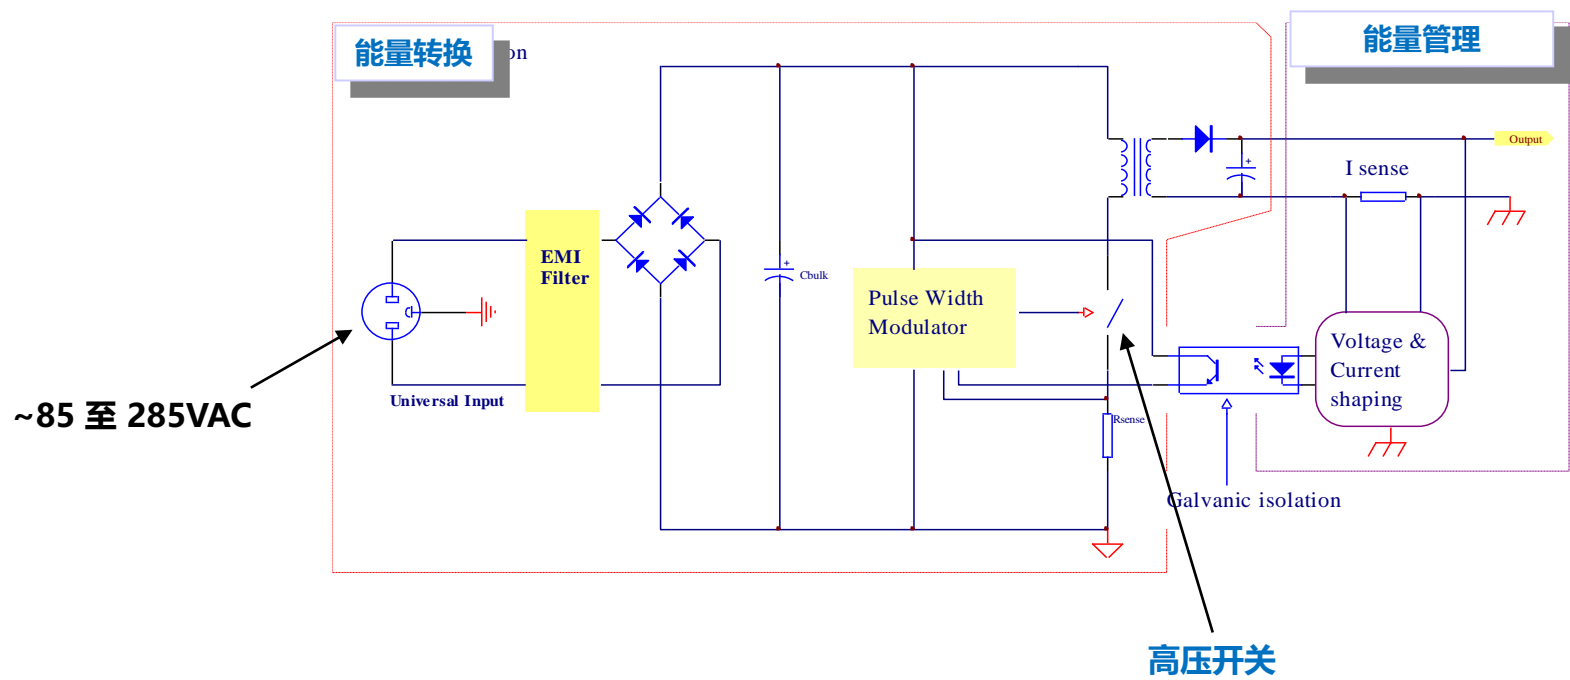 能量转换
on
能量管理
Output
I sense
EMI
Filter
+
Cbulk
+
Pulse Width
Modulator
Voltage &
Current
shaping
Universal Input
~85 至 285VAC
Rsense
Galvanic isolation
高压开关